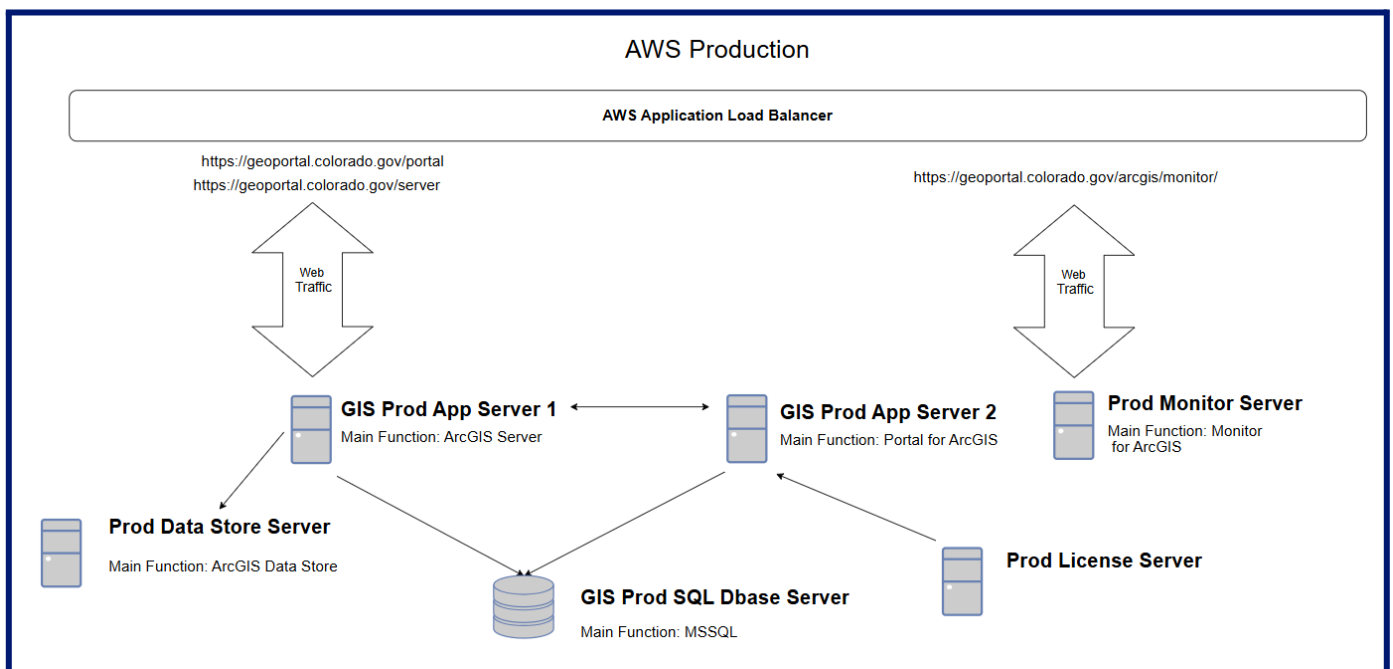 AWS Production
AWS Application Load Balancer
https://geoportal.colorado.gov/portal
https://geoportal.colorado.gov/server
https://geoportal.colorado.gov/arcgis/monitor/
Web
Traffic
Web
Traffic
GIS Prod App Server 1
Main Function: ArcGIS Server
GIS Prod App Server 2
Main Function: Portal for ArcGIS
Prod Monitor Server
Main Function: Monitor
for ArcGIS
Prod Data Store Server
Main Function: ArcGIS Data Store
GIS Prod SQL Dbase Server
Main Function: MSSQL
Prod License Server